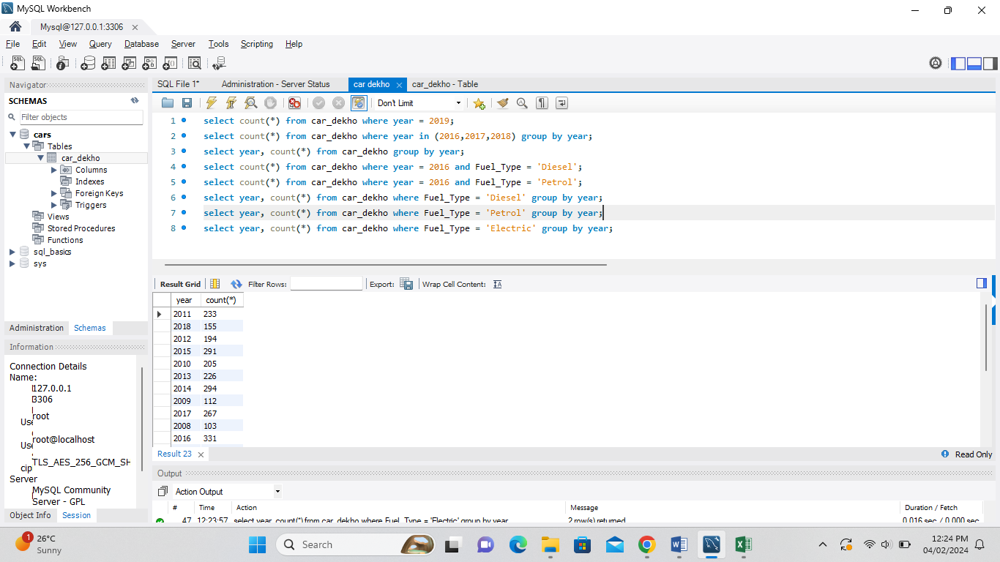 MySQL Workbench
Mysql@127.0.0.1:3306
File Edit View Query Database Server Tools Scripting Help
Navigator
SCHEMAS
Filter objects
cars
Tables
car_dekho
Columns
Indexes
Foreign Keys
Triggers
Views
Stored Procedures
Functions
sql_basics
sys
Administration Schemas
Information
Connection Details
Name:
127.0.0.1
3306
root
Use
root@localhost
Use
TLS_AES_256_GCM_SH
cip
Server
MySQL Community
Server - GPL
Object Info Session
SQL File 1* Administration - Server Status car dekho car_dekho - Table
Don't Limit
1 select count(*) from car_dekho where year = 2019;
2 select count(*) from car_dekho where year in (2016,2017,2018) group by year;
3 select year, count(*) from car_dekho group by year;
4 select count(*) from car_dekho where year = 2016 and Fuel_Type = 'Diesel';
5 select count(*) from car_dekho where year = 2016 and Fuel_Type = 'Petrol';
6 select year, count(*) from car_dekho where Fuel_Type = 'Diesel' group by year;
7 select year, count(*) from car_dekho where Fuel_Type = 'Petrol' group by year;
8 select year, count(*) from car_dekho where Fuel_Type = 'Electric' group by year;
Result Grid Filter Rows: Export: Wrap Cell Content:
year count(*)
2011 233
2018 155
2012 194
2015 291
2010 205
2013 226
2014 294
2009 112
2017 267
2008 103
2016 331
Result 23 Read Only
Output
Action Output
# Time Action Message Duration / Fetch
47 12:23:57 select year, count(*) from car_dekho where Fuel_Type = 'Electric' group by year 2 row(s) returned 0.016 sec / 0.000 sec
1
26°C
Sunny
Search
12:24 PM
04/02/2024